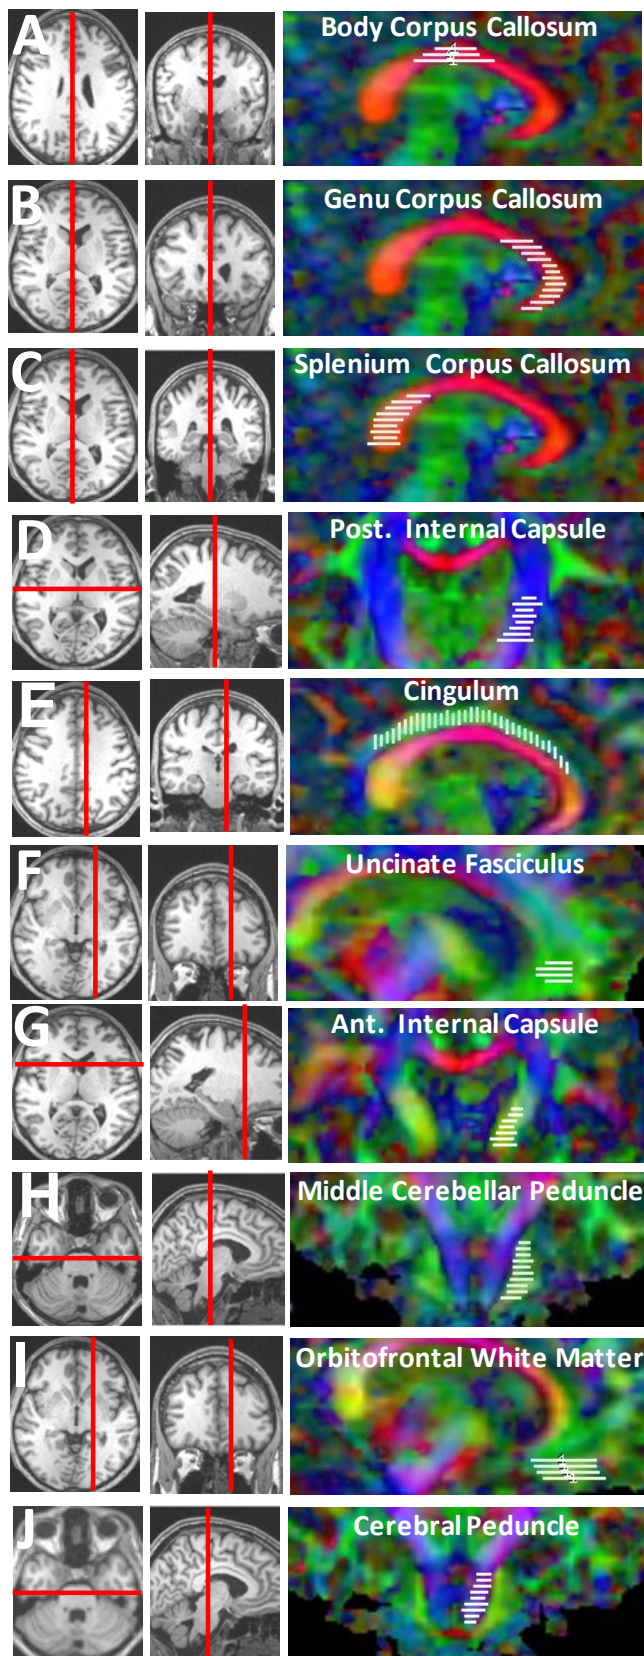 A
Body Corpus Callosum
B
Genu Corpus Callosum
C
Splenium Corpus Callosum
D
Post. Internal Capsule
E
Cingulum
F
Uncinate Fasciculus
G
Ant. Internal Capsule
H
Middle Cerebellar Peduncle
I
Orbitofrontal White Matter
J
Cerebral Peduncle